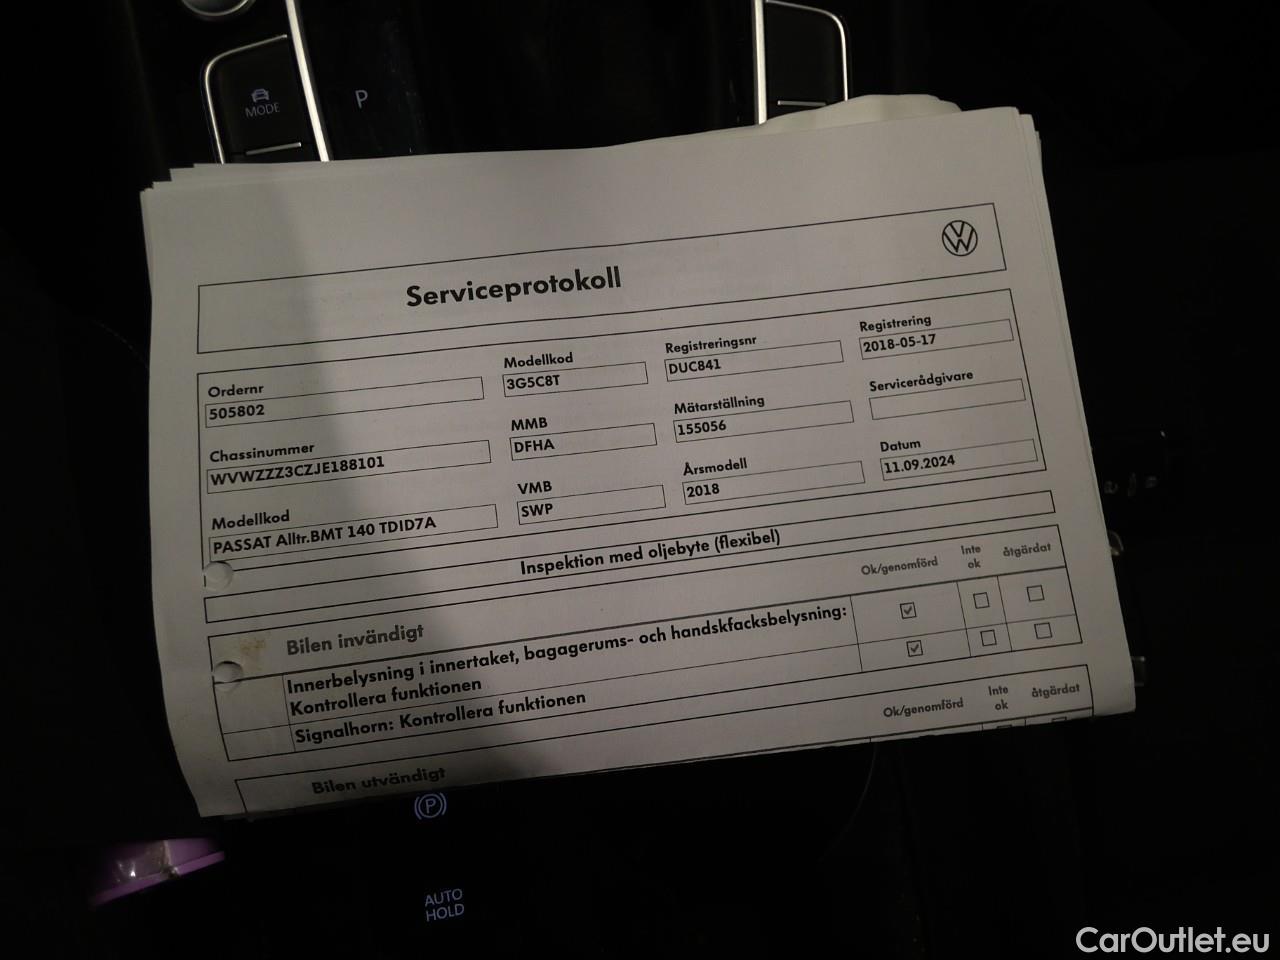 MODE
P
Serviceprotokoll
Ordernr
505802
Modellkod
3G5C8T
Registreringsnr
DUC841
Registrering
2018-05-17
Chassinummer
WVWZZZ3CZJE188101
MMB
DFHA
Mätarställning
155056
Servicerådgivare
Modellkod
PASSAT Alltr.BMT 140 TDID7A
VMB
SWP
Årsmodell
2018
Datum
11.09.2024
Inspektion med oljebyte (flexibel)
Bilen invändigt
Ok/genomförd
Inte
ok
åtgärdat
Innerbelysning i innertaket, bagagerums- och handskfacksbelysning:
Kontrollera funktionen
Signalhorn: Kontrollera funktionen
Bilen utvändigt
Ok/genomförd
Inte
ok
åtgärdat
P
AUTO
HOLD
CarOutlet.eu